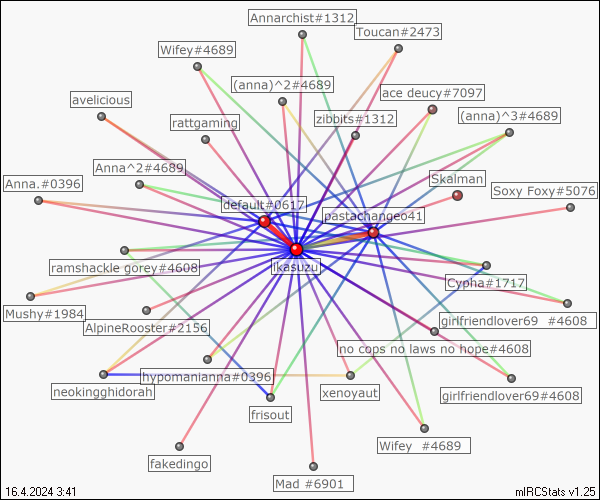 Annarchist#1312
Toucan#2473
Wifey#4689
(anna)^2#4689
ace deucy#7097
avelicious
rattgaming
zibbits#1312
(anna)^3#4689
Anna^2#4689
Skalman
Anna.#0396
Soxy Foxy#5076
default#0617
pastachange041
ramshackle gorey#4608
ikasuzu
Cypha#1717
Mushy#1984
AlpineRooster#2156
girlfriendlover69 #4608
no cops no laws no hope#4608
neokingghidorah
hypomanianna#0396
xenoyaut
girlfriendlover69#4608
frisout
Wifey #4689
fakedingo
Mad #6901
16.4.2024 3:41
mIRCStats v1.25